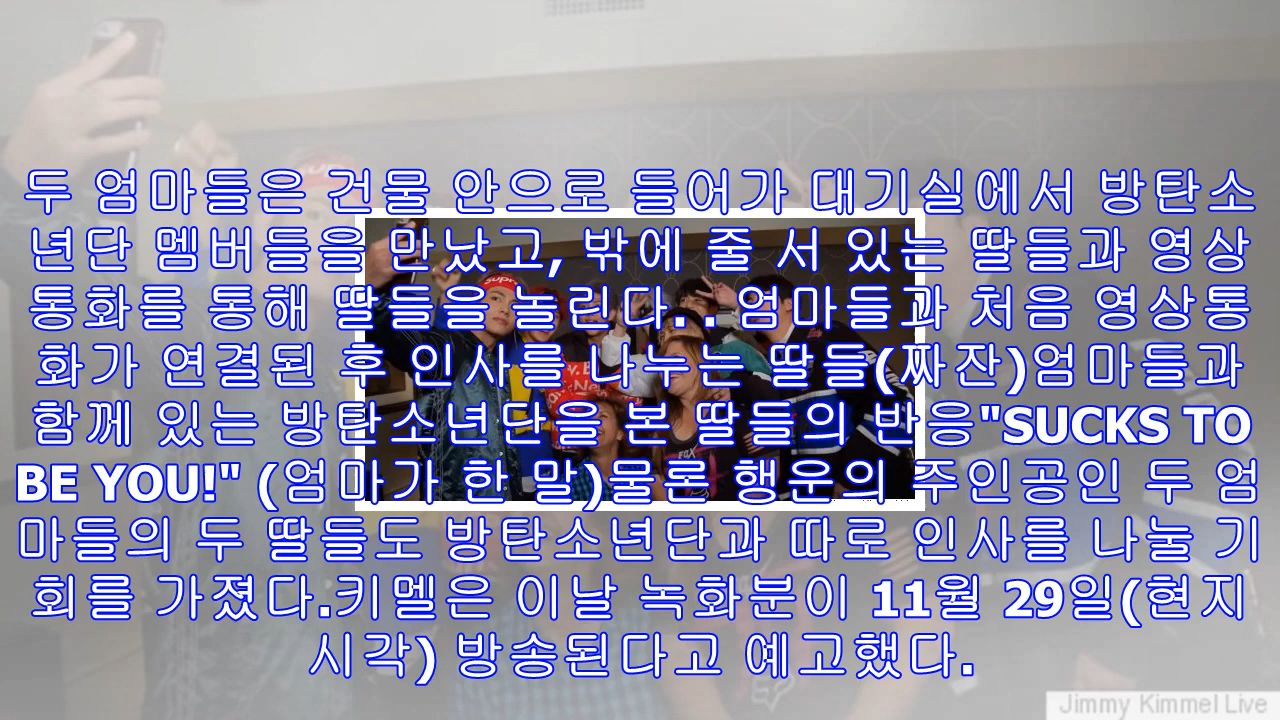 두 엄마들은 건물 안으로 들어가 대기실에서 방탄소
년단 멤버들을 만났고, 밖에 줄 서 있는 딸들과 영상
통화를 통해 딸들을 놀린다. . 엄마들과 처음 영상통
화가 연결된 후 인사를 나누는 딸들(짜잔)엄마들과
함께 있는 방탄소년단을 본 딸들의 반응"SUCKS TO
BE YOU!" (엄마가 한 말)물론 행운의 주인공인 두 엄
마들의 두 딸들도 방탄소년단과 따로 인사를 나눌 기
회를 가졌다.키멜은 이날 녹화분이 11월 29일(현지
시각) 방송된다고 예고했다.
Jimmy Kimmel Live